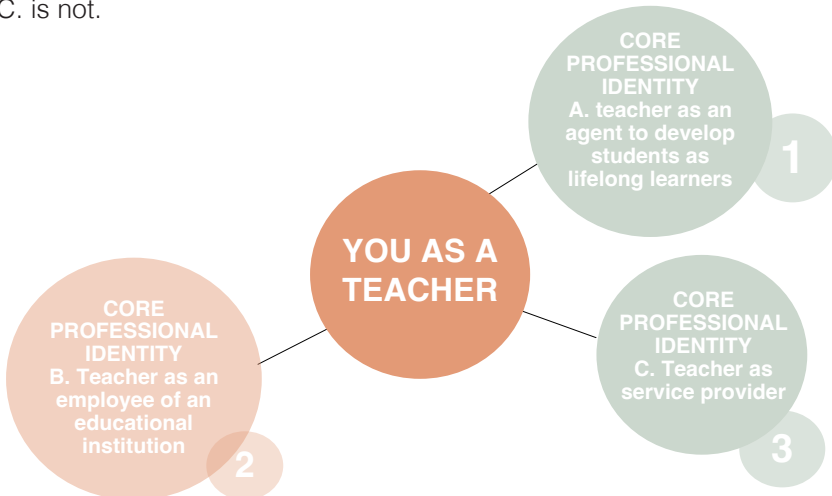 C. is not.
CORE
PROFESSIONAL
IDENTITY
A. teacher as an
agent to develop
students as
lifelong learners
1
YOU AS A
TEACHER
CORE
PROFESSIONAL
IDENTITY
B. Teacher as an
employee of an
educational
institution
2
CORE
PROFESSIONAL
IDENTITY
C. Teacher as
service provider
3